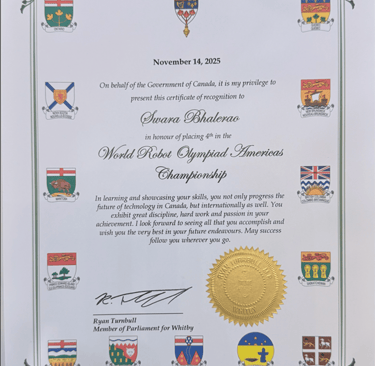 November 14, 2025
On behalf of the Government of Canada, it is my privilege to
present this certificate of recognition to
Swara Bhalerao
in honour of placing 4th in the
World Robot Olympiad Americas
Championship
In learning and showcasing your skills, you not only progress the
future of technology in Canada, but internationally as well. You
exhibit great discipline, hard work and passion in your
achievement. I look forward to seeing all that you accomplish and
wish you the very best in your future endeavours. May success
follow you wherever you go.
Ryan Turnbull
Member of Parliament for Whitby